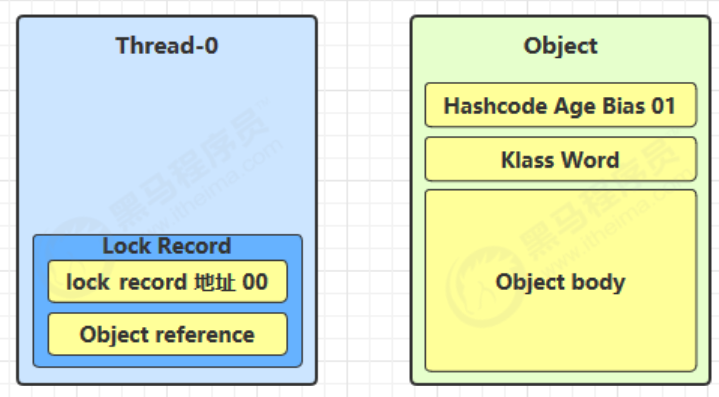 Thread-0
Lock Record
lock record 地址 00
Object reference
Object
Hashcode Age Bias 01
Klass Word
Object body
黑马程序员
www.itheima.com
黑马程序员
www.itheima.com